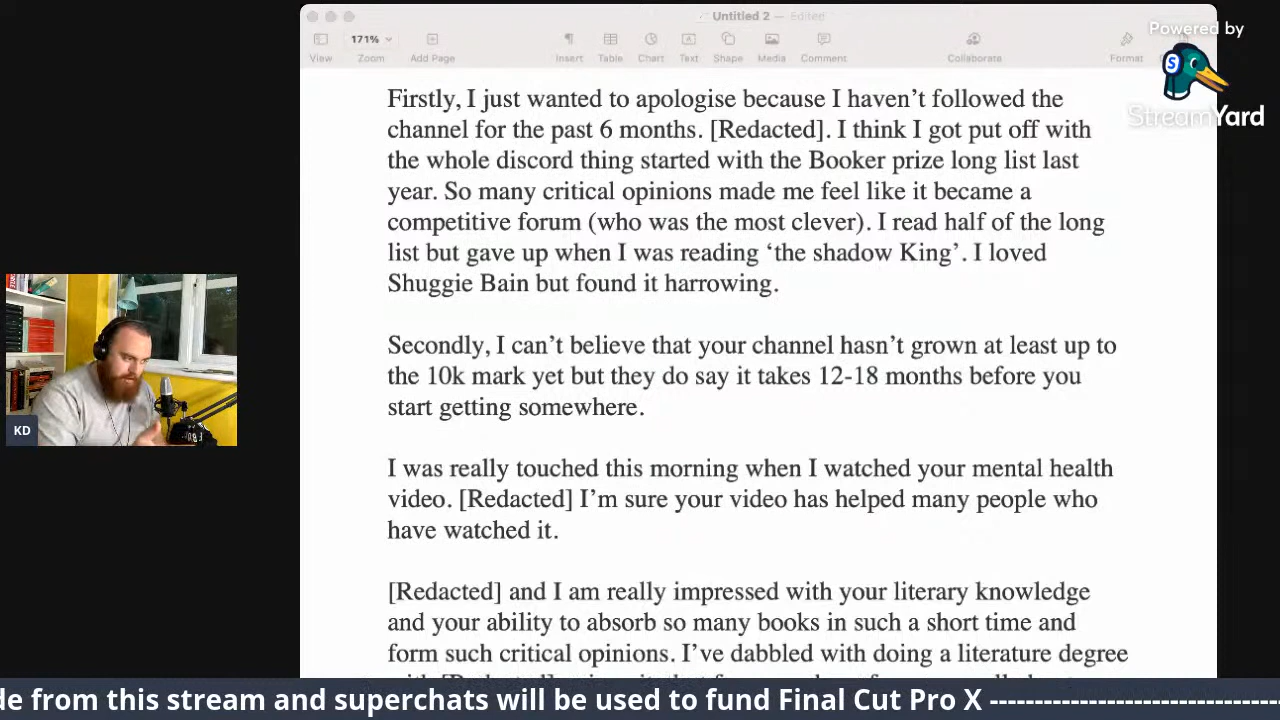 Untitled 2 — Edited
171%
View
Zoom
Add Page
Insert
Table
Chart
Text
Shape
Media
Comment
Collaborate
Format
Powered by
StreamYard
Firstly, I just wanted to apologise because I haven’t followed the
channel for the past 6 months. [Redacted]. I think I got put off with
the whole discord thing started with the Booker prize long list last
year. So many critical opinions made me feel like it became a
competitive forum (who was the most clever). I read half of the long
list but gave up when I was reading ‘the shadow King’. I loved
Shuggie Bain but found it harrowing.
Secondly, I can’t believe that your channel hasn’t grown at least up to
the 10k mark yet but they do say it takes 12-18 months before you
start getting somewhere.
I was really touched this morning when I watched your mental health
video. [Redacted] I’m sure your video has helped many people who
have watched it.
[Redacted] and I am really impressed with your literary knowledge
and your ability to absorb so many books in such a short time and
form such critical opinions. I’ve dabbled with doing a literature degree
KD
de from this stream and superchats will be used to fund Final Cut Pro X ------------------------------